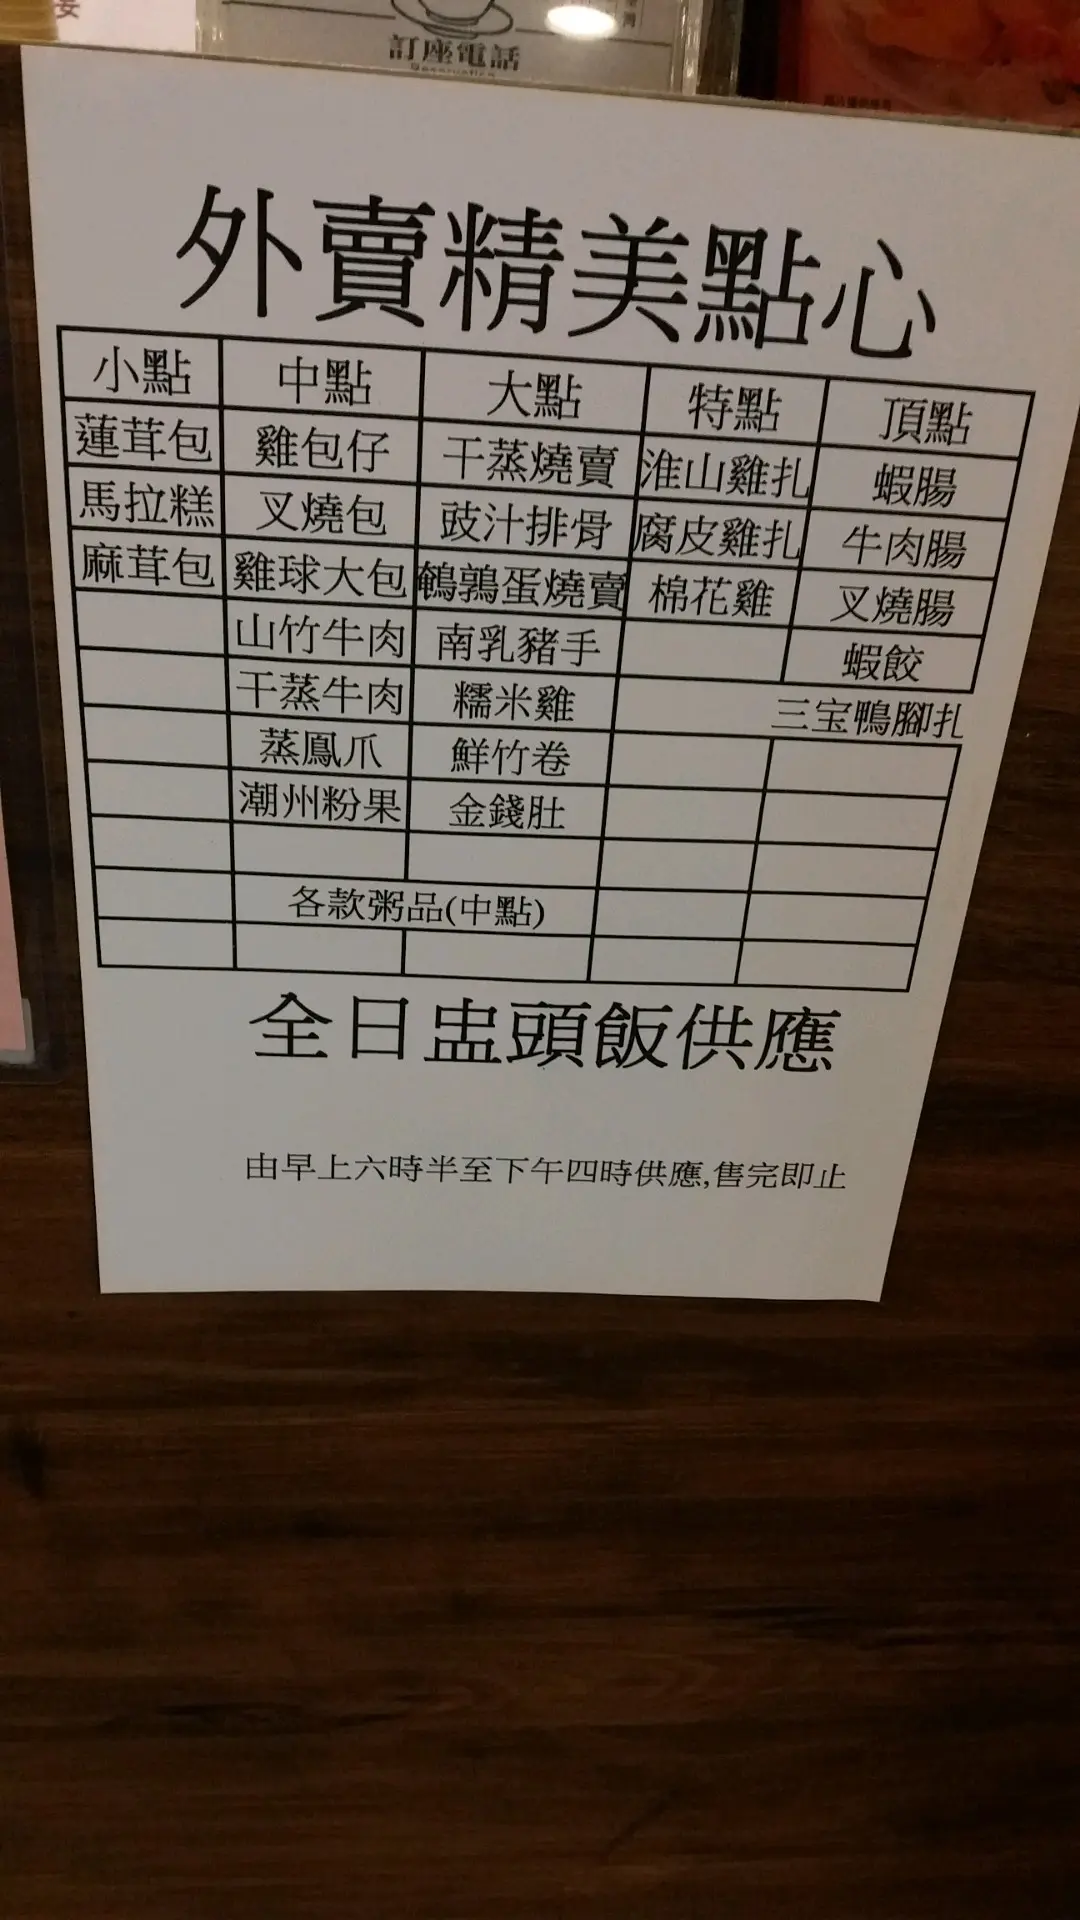 訂座電話
外賣精美點心
小點 中點 大點 特點 頂點
蓮茸包 雞包仔 干蒸燒賣 淮山雞扎 蝦腸
馬拉糕 叉燒包 豉汁排骨 腐皮雞扎 牛肉腸
麻茸包 雞球大包 鵪鶉蛋燒賣 棉花雞 叉燒腸
山竹牛肉 南乳豬手 蝦餃
干蒸牛肉 糯米雞 三宝鴨腳扎
蒸鳳爪 鮮竹卷
潮州粉果 金錢肚
各款粥品(中點)
全日盅頭飯供應
由早上六時半至下午四時供應,售完即止